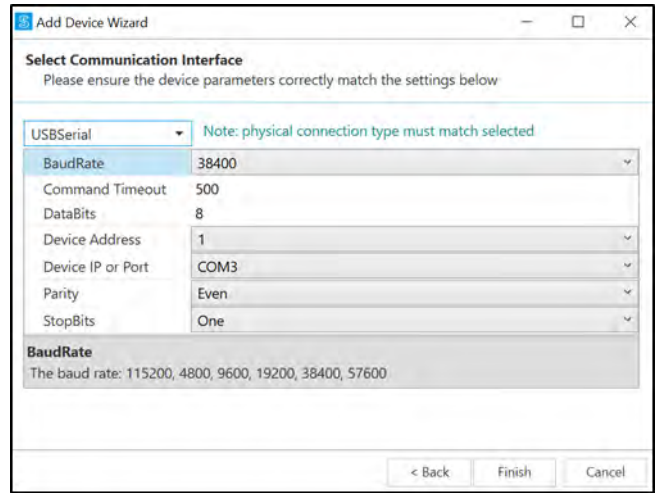 Add Device Wizard
Select Communication Interface
Please ensure the device parameters correctly match the settings below
USBSerial Note: physical connection type must match selected
BaudRate 38400
Command Timeout 500
DataBits 8
Device Address 1
Device IP or Port COM3
Parity Even
StopBits One
BaudRate
The baud rate: 115200, 4800, 9600, 19200, 38400, 57600
< Back Finish Cancel